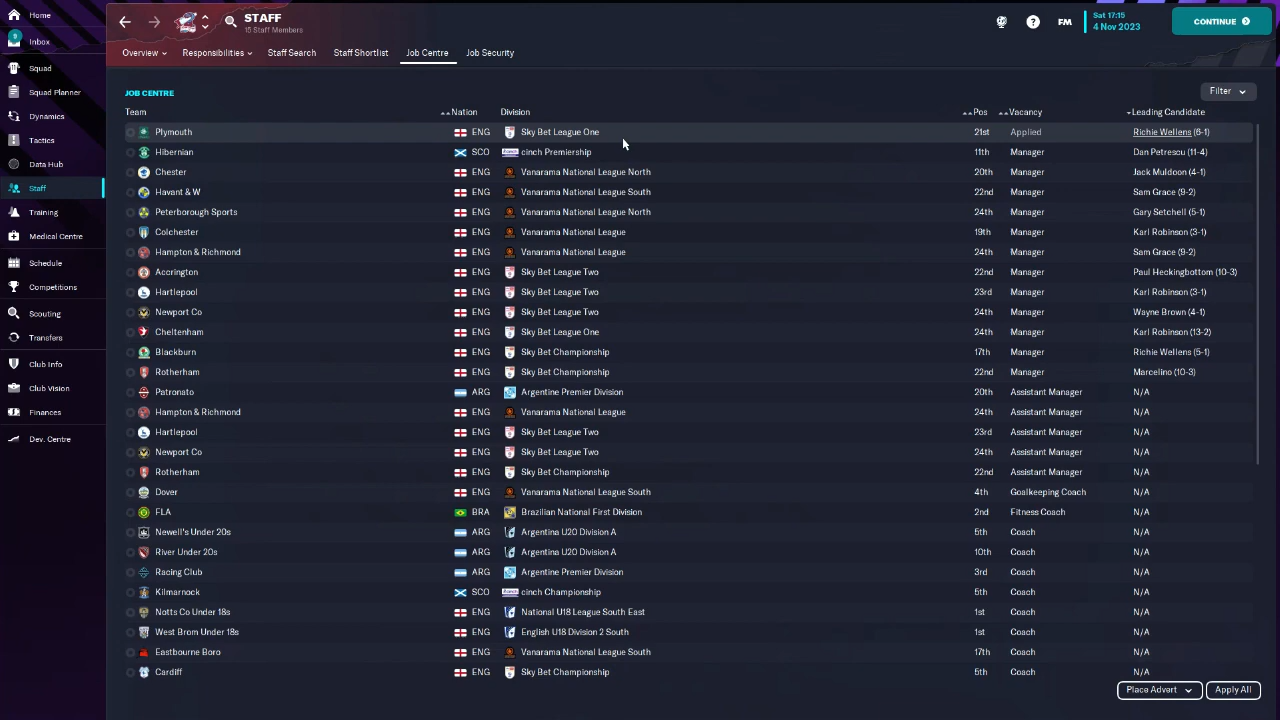 Home
STAFF
15 Staff Members
FM
Sat 17:15
4 Nov 2023
CONTINUE
9
Inbox
Overview
Responsibilities
Staff Search
Staff Shortlist
Job Centre
Job Security
Squad
Squad Planner
Dynamics
Tactics
Data Hub
Staff
Training
Medical Centre
Schedule
Competitions
Scouting
Transfers
Club Info
Club Vision
Finances
Dev. Centre
JOB CENTRE
Filter
Team Nation Division Pos Vacancy Leading Candidate
Plymouth ENG Sky Bet League One 21st Applied Richie Wellens (6-1)
Hibernian SCO cinch cinch Premiership 11th Manager Dan Petrescu (11-4)
Chester ENG Vanarama National League North 20th Manager Jack Muldoon (4-1)
Havant & W ENG Vanarama National League South 22nd Manager Sam Grace (9-2)
Peterborough Sports ENG Vanarama National League North 24th Manager Gary Setchell (5-1)
Colchester ENG Vanarama National League 19th Manager Karl Robinson (3-1)
Hampton & Richmond ENG Vanarama National League 24th Manager Sam Grace (9-2)
Accrington ENG Sky Bet League Two 22nd Manager Paul Heckingbottom (10-3)
Hartlepool ENG Sky Bet League Two 23rd Manager Karl Robinson (3-1)
Newport Co ENG Sky Bet League Two 24th Manager Wayne Brown (4-1)
Cheltenham ENG Sky Bet League One 24th Manager Karl Robinson (13-2)
Blackburn ENG Sky Bet Championship 17th Manager Richie Wellens (5-1)
Rotherham ENG Sky Bet Championship 22nd Manager Marcelino (10-3)
Patronato ARG Argentine Premier Division 20th Assistant Manager N/A
Hampton & Richmond ENG Vanarama National League 24th Assistant Manager N/A
Hartlepool ENG Sky Bet League Two 23rd Assistant Manager N/A
Newport Co ENG Sky Bet League Two 24th Assistant Manager N/A
Rotherham ENG Sky Bet Championship 22nd Assistant Manager N/A
Dover ENG Vanarama National League South 4th Goalkeeping Coach N/A
FLA BRA Brazilian National First Division 2nd Fitness Coach N/A
Newell's Under 20s ARG Argentina U20 Division A 5th Coach N/A
River Under 20s ARG Argentina U20 Division A 10th Coach N/A
Racing Club ARG Argentine Premier Division 3rd Coach N/A
Kilmarnock SCO cinch cinch Championship 5th Coach N/A
Notts Co Under 18s ENG National U18 League South East 1st Coach N/A
West Brom Under 18s ENG English U18 Division 2 South 1st Coach N/A
Eastbourne Boro ENG Vanarama National League South 17th Coach N/A
Cardiff ENG Sky Bet Championship 5th Coach N/A
Place Advert
Apply All